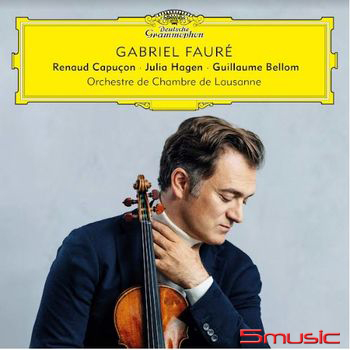 Deutsche
Grammophon
GABRIEL FAURÉ
Renaud Capuçon · Julia Hagen · Guillaume Bellom
Orchestre de Chambre de Lausanne
5music